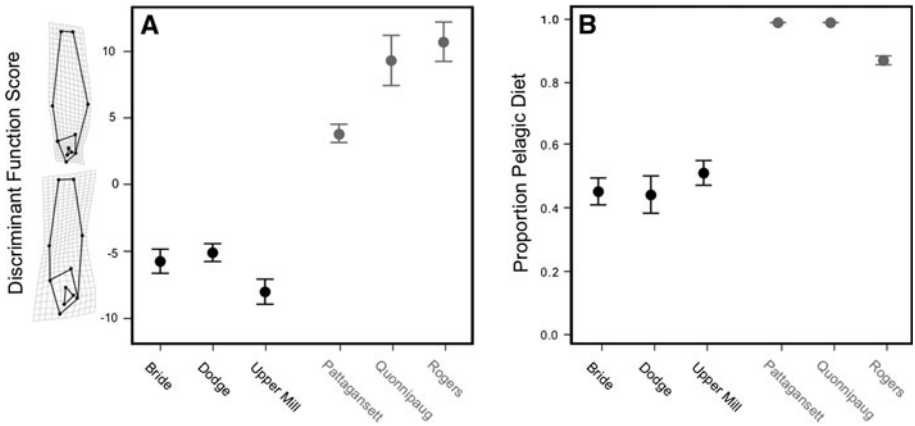 Discriminant Function Score
A
10
5
0
-5
-10
Bride
Dodge
Upper Mill
Pattagansett
Quonnipaug
Rogers
B
Proportion Pelagic Diet
1.0
0.8
0.6
0.4
0.2
0.0
Bride
Dodge
Upper Mill
Pattagansett
Quonnipaug
Rogers